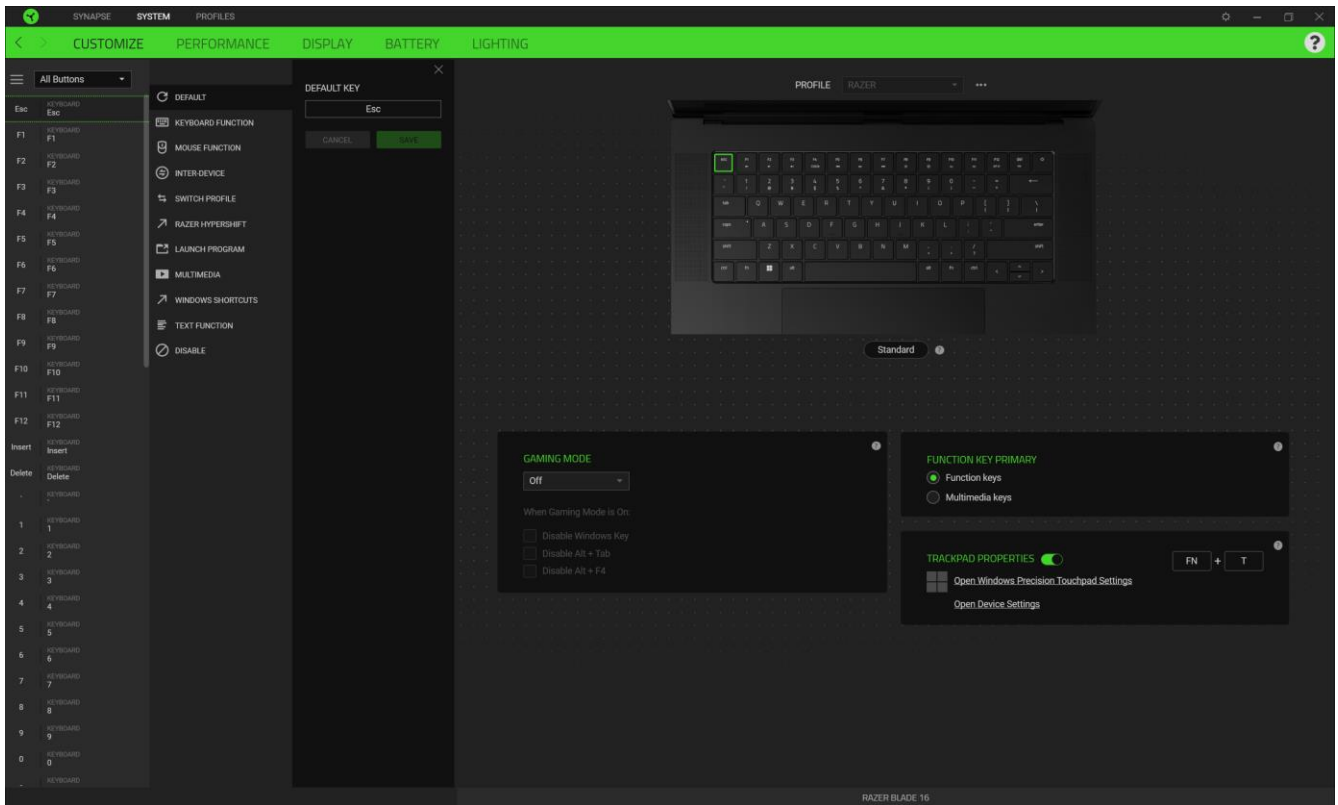 SYNAPSE SYSTEM PROFILES
CUSTOMIZE PERFORMANCE DISPLAY BATTERY LIGHTING ?
All Buttons
Esc KEYBOARD Esc
F1 KEYBOARD F1
F2 KEYBOARD F2
F3 KEYBOARD F3
F4 KEYBOARD F4
F5 KEYBOARD F5
F6 KEYBOARD F6
F7 KEYBOARD F7
F8 KEYBOARD F8
F9 KEYBOARD F9
F10 KEYBOARD F10
F11 KEYBOARD F11
F12 KEYBOARD F12
Insert KEYBOARD Insert
Delete KEYBOARD Delete
` KEYBOARD `
1 KEYBOARD 1
2 KEYBOARD 2
3 KEYBOARD 3
4 KEYBOARD 4
5 KEYBOARD 5
6 KEYBOARD 6
7 KEYBOARD 7
8 KEYBOARD 8
9 KEYBOARD 9
0 KEYBOARD 0
- KEYBOARD
DEFAULT
KEYBOARD FUNCTION
MOUSE FUNCTION
INTER-DEVICE
SWITCH PROFILE
RAZER HYPERSHIFT
LAUNCH PROGRAM
MULTIMEDIA
WINDOWS SHORTCUTS
TEXT FUNCTION
DISABLE
DEFAULT KEY
Esc
CANCEL SAVE
PROFILE RAZER
Q W E R T Y U I O P
A S D F G H J K L
Z X C V B N M
Standard ?
GAMING MODE ?
Off
When Gaming Mode is On:
Disable Windows Key
Disable Alt + Tab
Disable Alt + F4
FUNCTION KEY PRIMARY ?
Function keys
Multimedia keys
TRACKPAD PROPERTIES FN + T ?
Open Windows Precision Touchpad Settings
Open Device Settings
RAZER BLADE 16